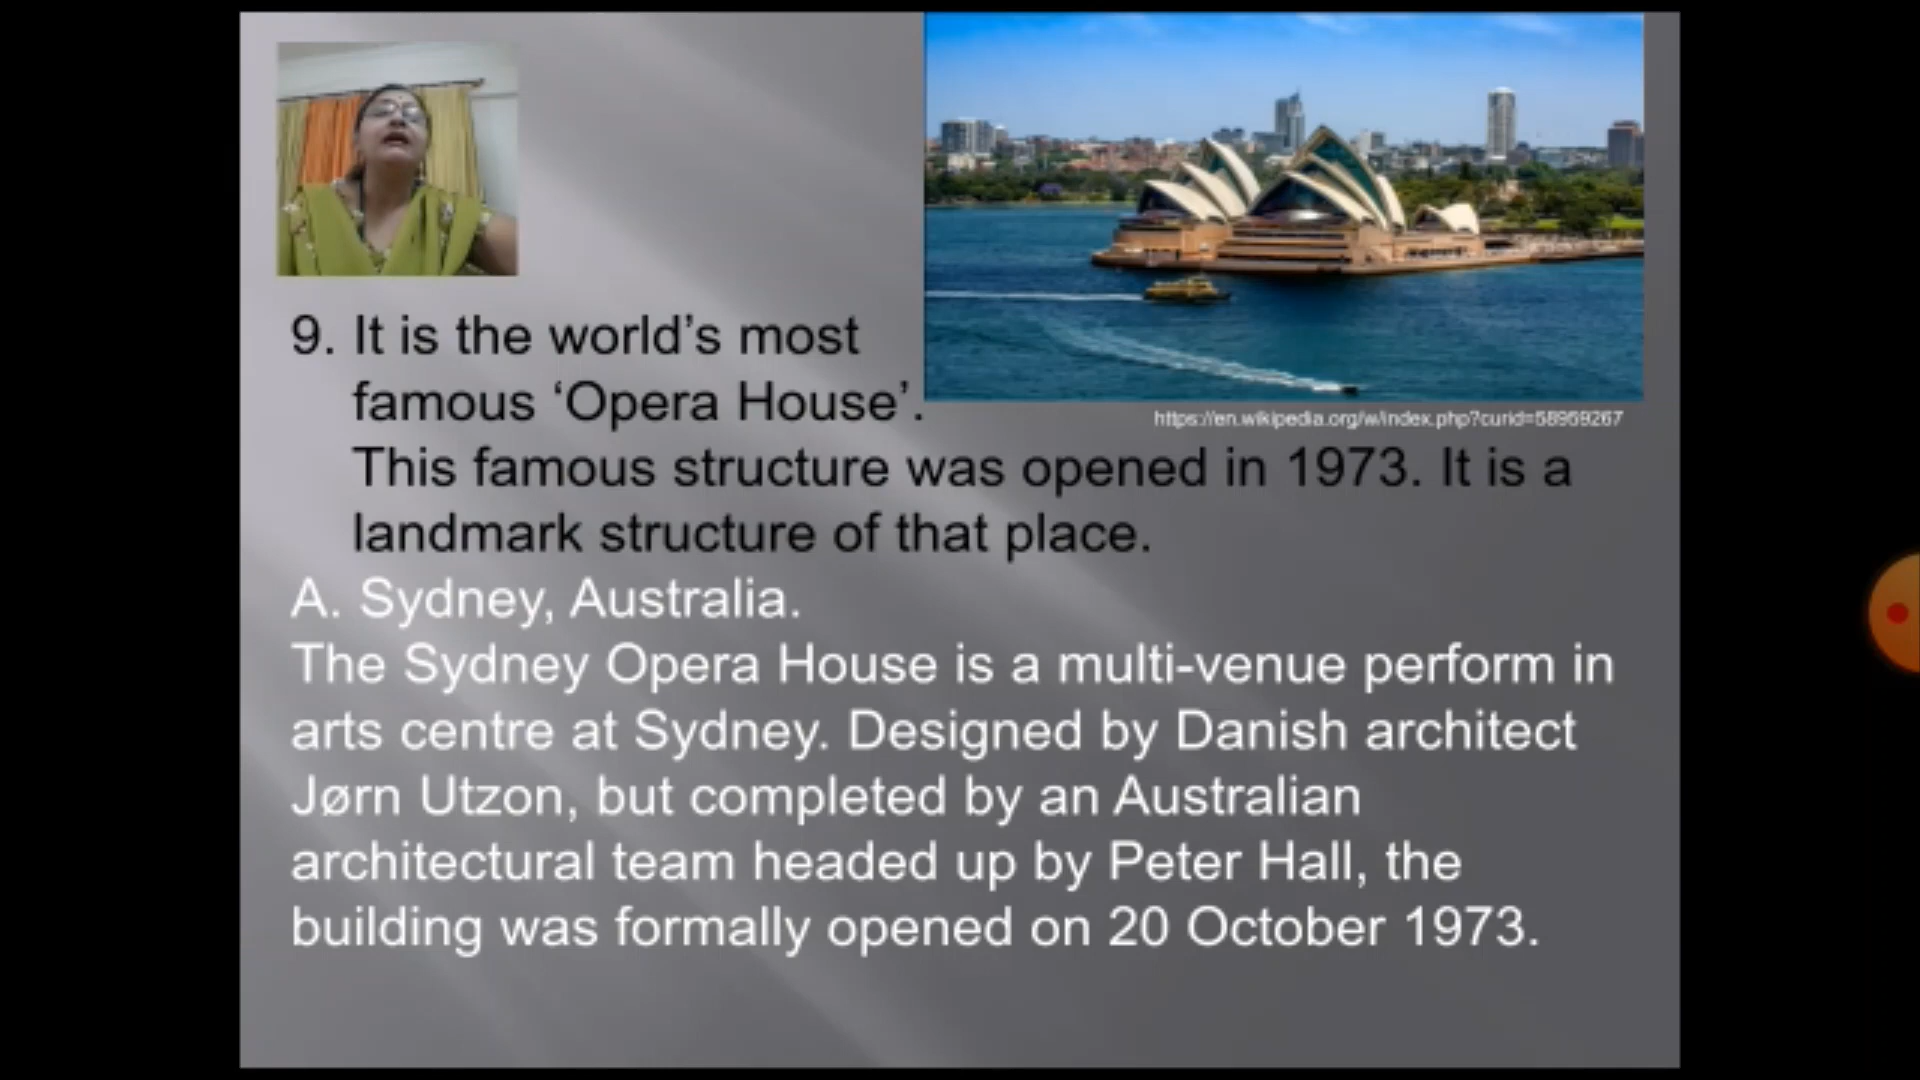 https://en.wikipedia.org/w/index.php?curid=58959267
9. It is the world’s most
famous ‘Opera House’.
This famous structure was opened in 1973. It is a
landmark structure of that place.
A. Sydney, Australia.
The Sydney Opera House is a multi-venue perform in
arts centre at Sydney. Designed by Danish architect
Jørn Utzon, but completed by an Australian
architectural team headed up by Peter Hall, the
building was formally opened on 20 October 1973.